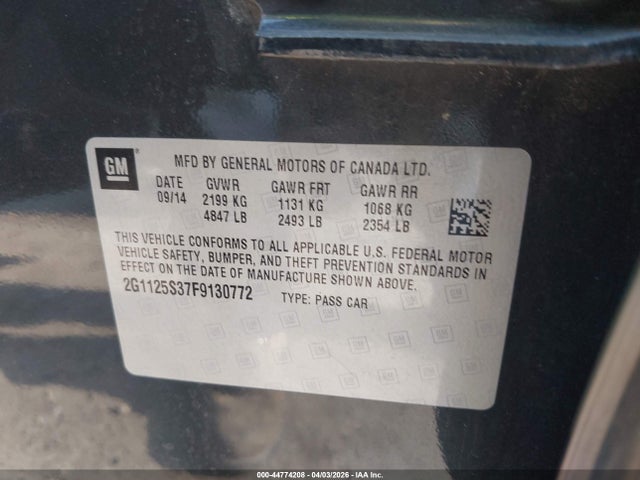 GM
MFD BY GENERAL MOTORS OF CANADA LTD.
DATE GVWR GAWR FRT GAWR RR
09/14 2199 KG 1131 KG 1068 KG
4847 LB 2493 LB 2354 LB
THIS VEHICLE CONFORMS TO ALL APPLICABLE U.S. FEDERAL MOTOR
VEHICLE SAFETY, BUMPER, AND THEFT PREVENTION STANDARDS IN
EFFECT ON THE DATE OF MANUFACTURE SHOWN ABOVE.
2G1125S37F9130772 TYPE: PASS CAR
000-44774208 - 04/03/2026 - IAA Inc.